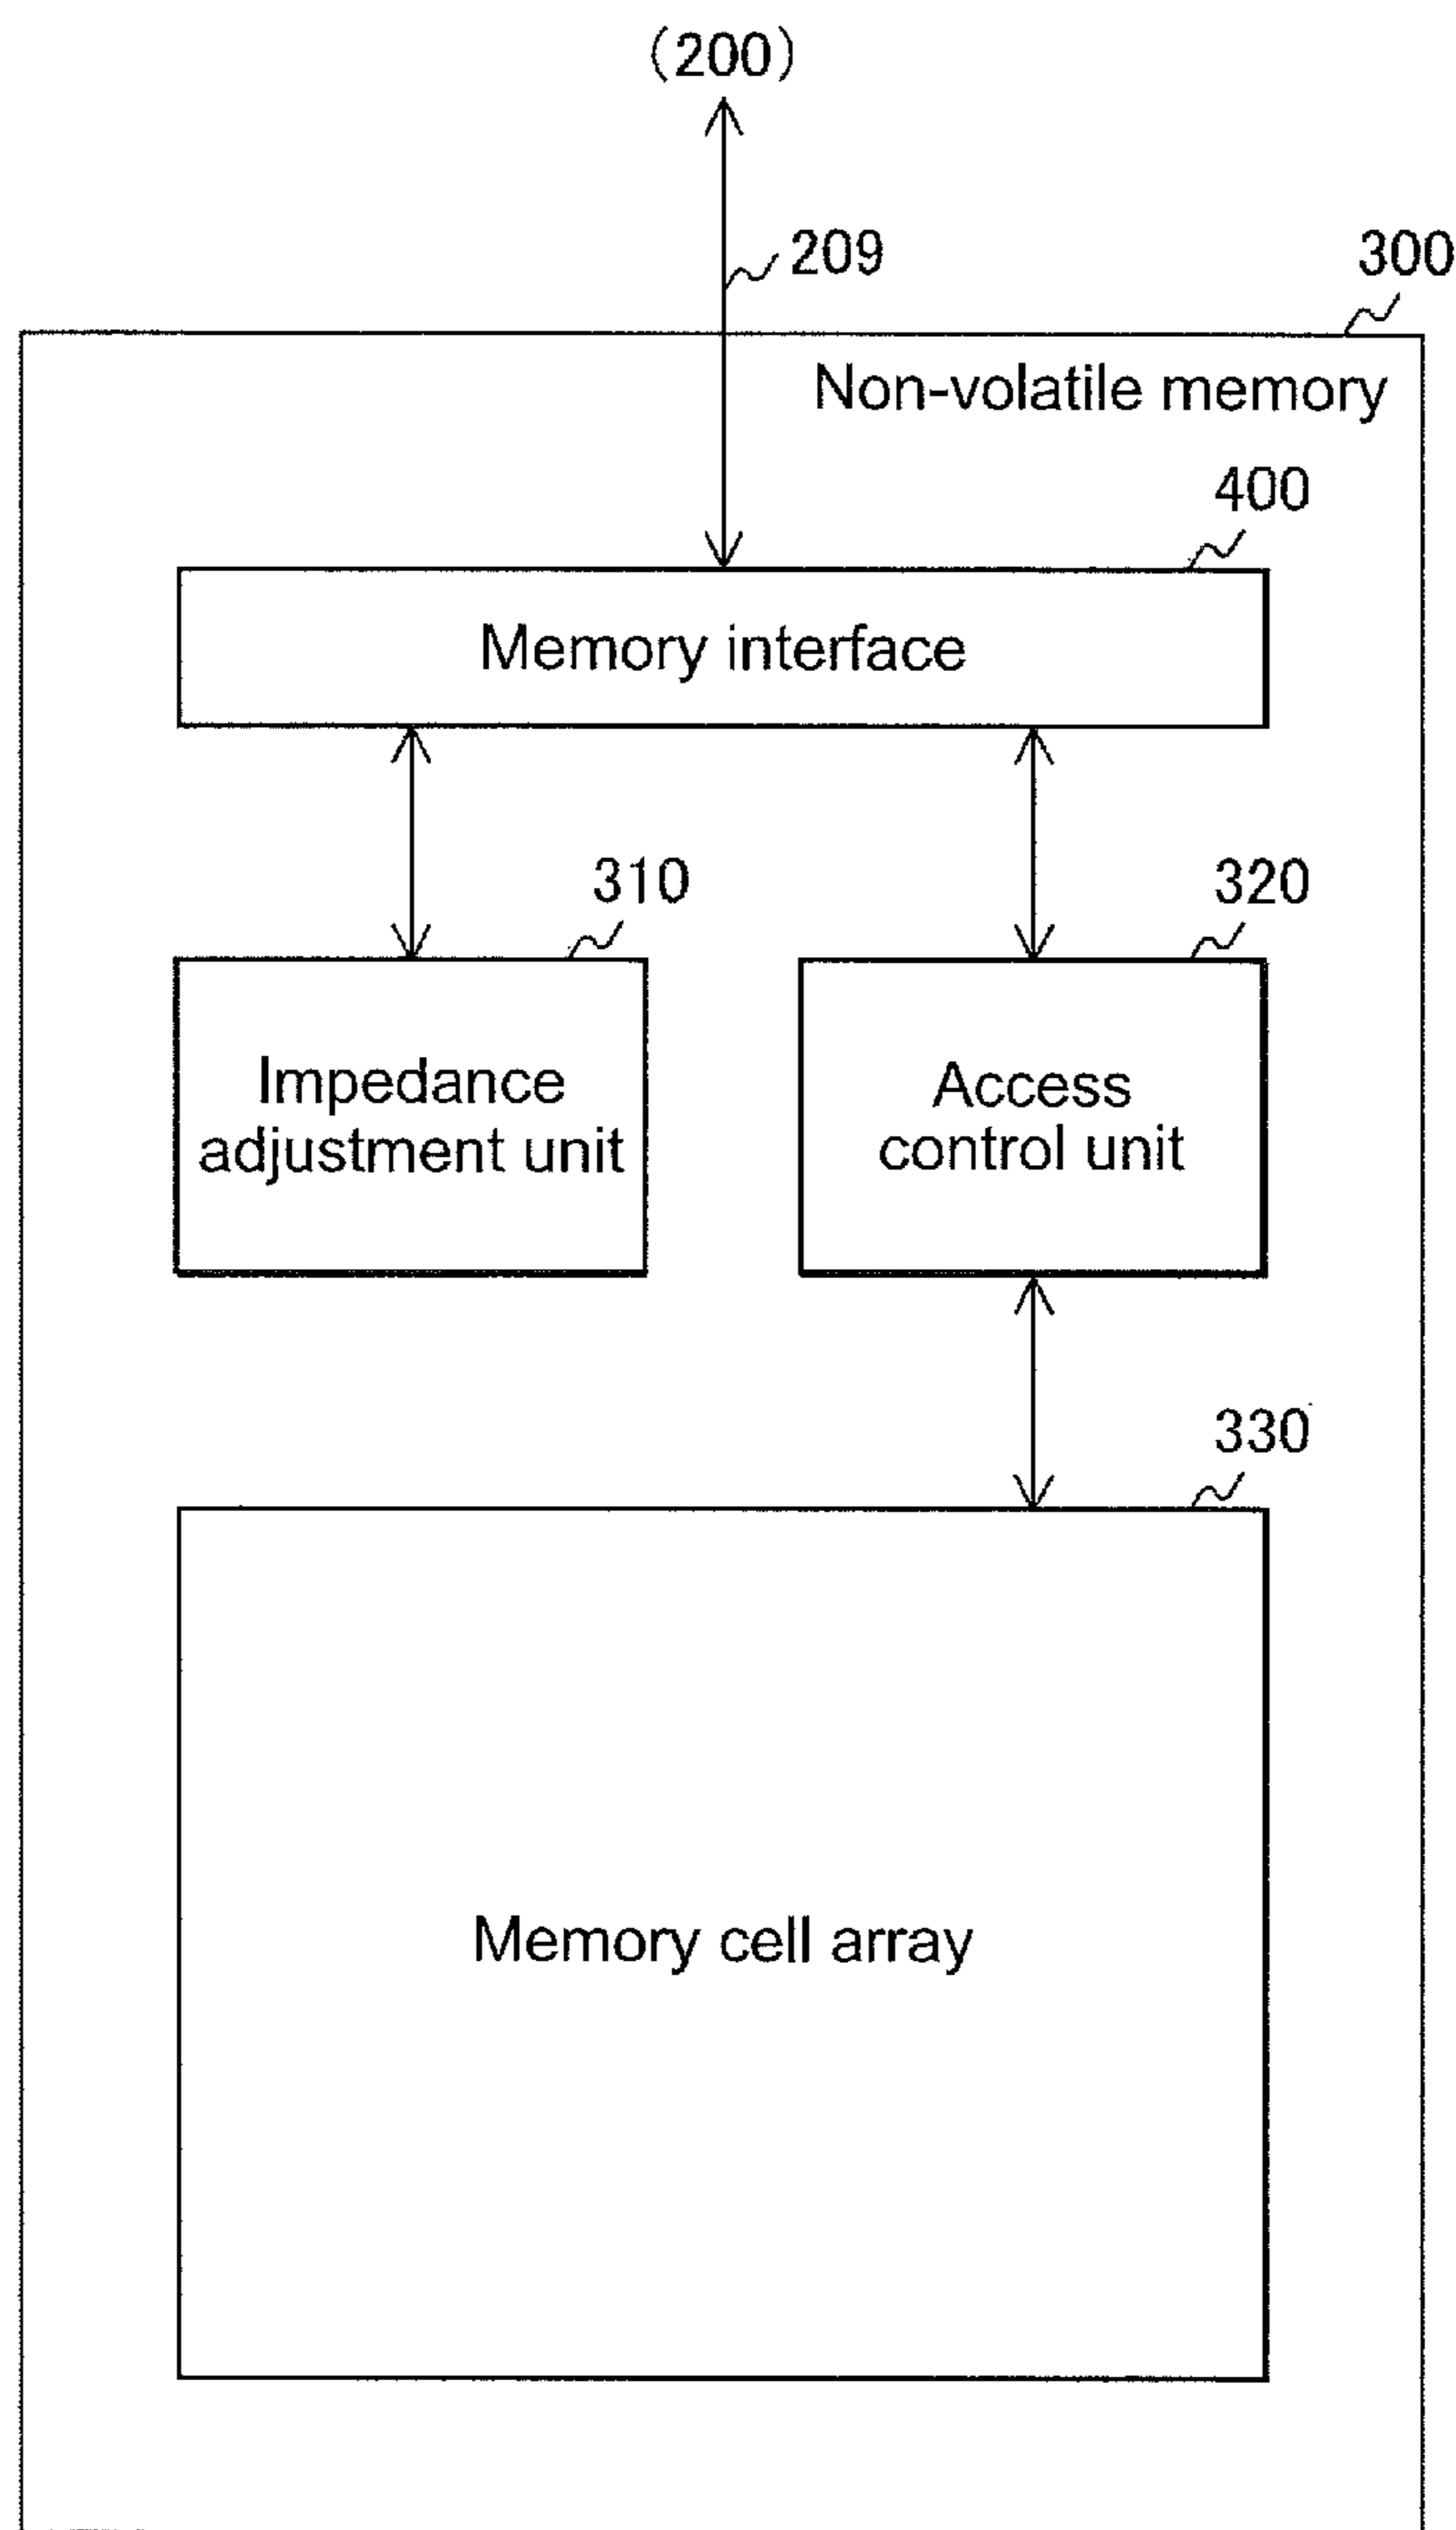 (200)
209
300
Non-volatile memory
400
Memory interface
310
320
Impedance
adjustment unit
Access
control unit
330
Memory cell array